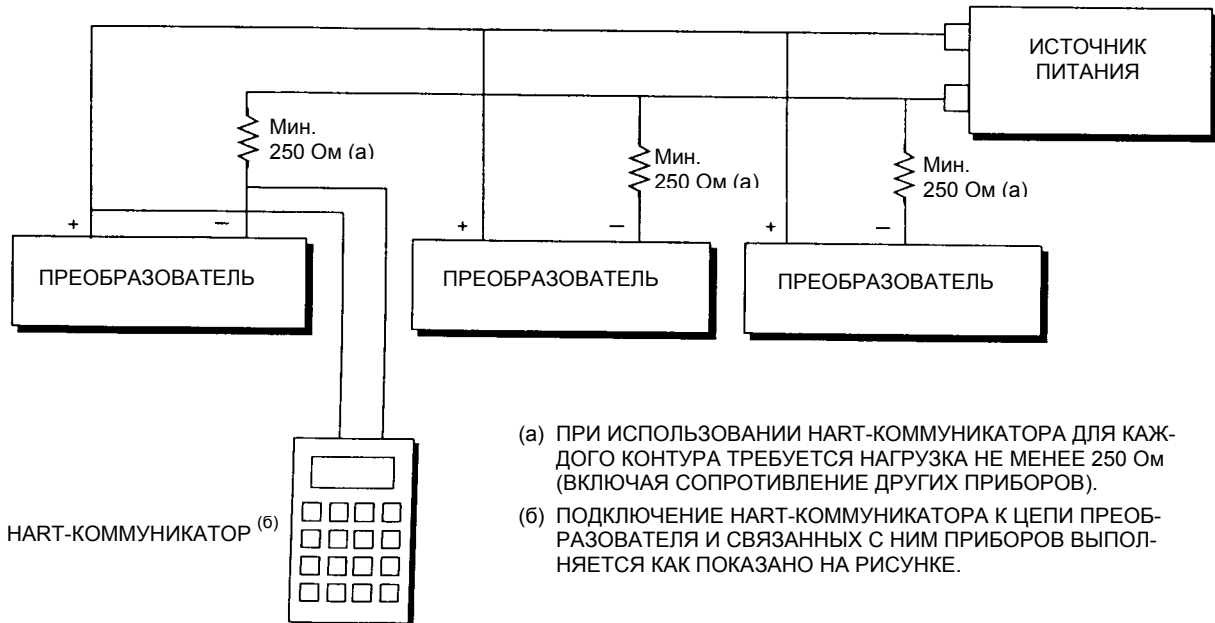 ИСТОЧНИК
ПИТАНИЯ
Мин.
250 Ом (а)
Мин.
250 Ом (а)
Мин.
250 Ом (а)
+ – + – + –
ПРЕОБРАЗОВАТЕЛЬ
ПРЕОБРАЗОВАТЕЛЬ
ПРЕОБРАЗОВАТЕЛЬ
HART-КОММУНИКАТОР (б)
(а) ПРИ ИСПОЛЬЗОВАНИИ HART-КОММУНИКАТОРА ДЛЯ КАЖ-
ДОГО КОНТУРА ТРЕБУЕТСЯ НАГРУЗКА НЕ МЕНЕЕ 250 Ом
(ВКЛЮЧАЯ СОПРОТИВЛЕНИЕ ДРУГИХ ПРИБОРОВ).
(б) ПОДКЛЮЧЕНИЕ HART-КОММУНИКАТОРА К ЦЕПИ ПРЕОБ-
РАЗОВАТЕЛЯ И СВЯЗАННЫХ С НИМ ПРИБОРОВ ВЫПОЛ-
НЯЕТСЯ КАК ПОКАЗАНО НА РИСУНКЕ.